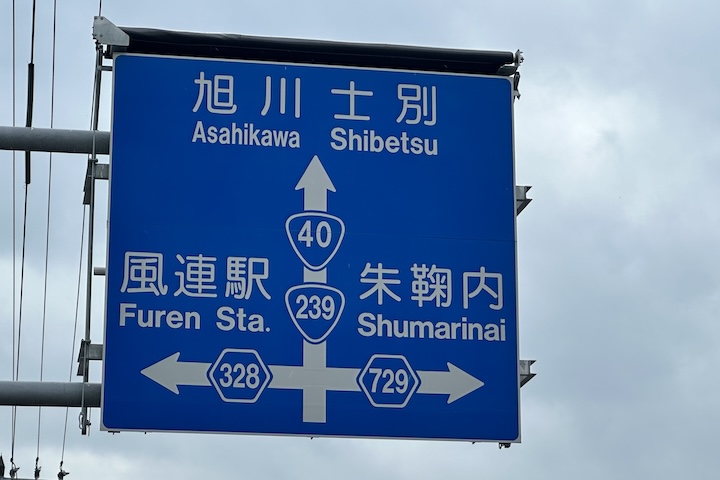 旭川 士別
Asahikawa Shibetsu
40
風連駅
Furen Sta.
239
朱鞠内
Shumarinai
328
729